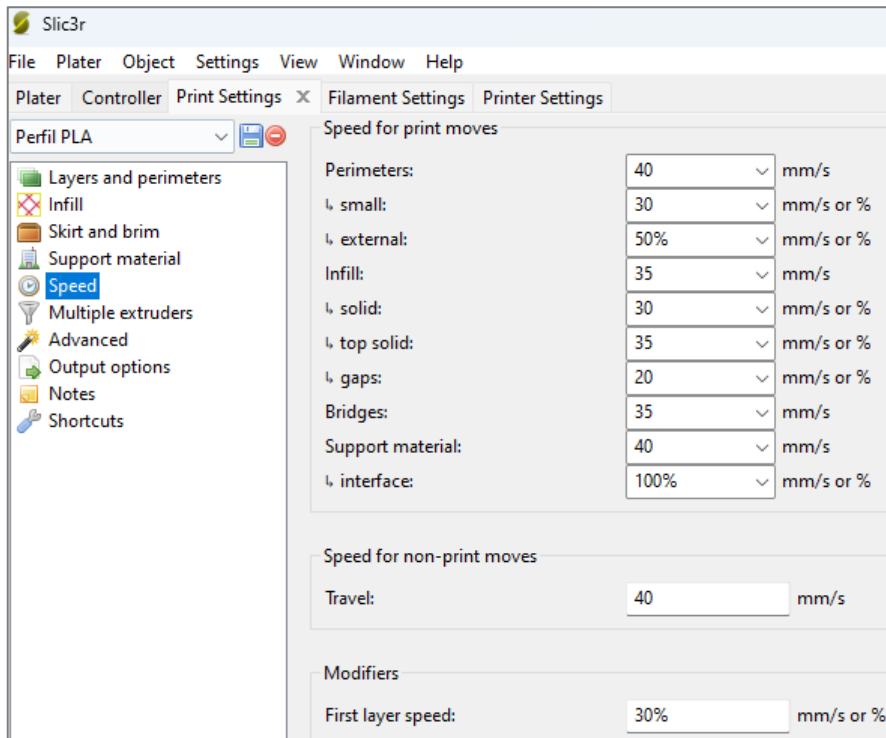 Slic3r
File Plater Object Settings View Window Help
Plater Controller Print Settings Filament Settings Printer Settings
Perfil PLA
Layers and perimeters
Infill
Skirt and brim
Support material
Speed
Multiple extruders
Advanced
Output options
Notes
Shortcuts
Speed for print moves
Perimeters: 40 mm/s
↳ small: 30 mm/s or %
↳ external: 50% mm/s or %
Infill: 35 mm/s
↳ solid: 30 mm/s or %
↳ top solid: 35 mm/s or %
↳ gaps: 20 mm/s or %
Bridges: 35 mm/s
Support material: 40 mm/s
↳ interface: 100% mm/s or %
Speed for non-print moves
Travel: 40 mm/s
Modifiers
First layer speed: 30% mm/s or %